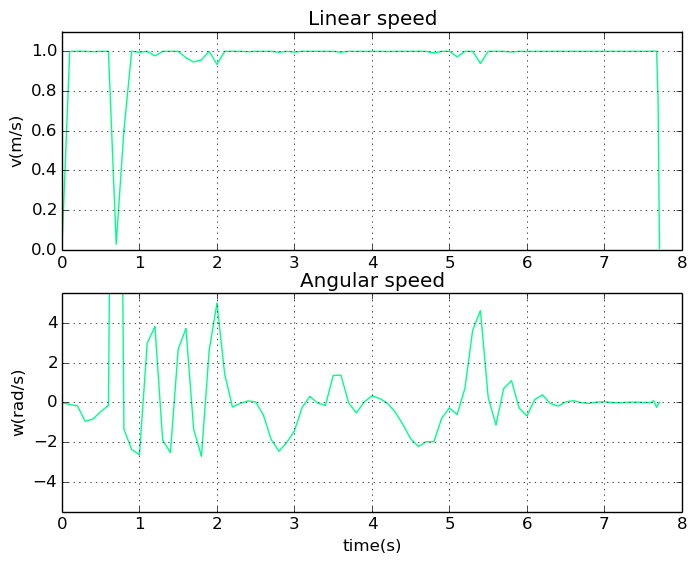 Linear speed
v(m/s)
1.0
0.8
0.6
0.4
0.2
0.0
0 1 2 3 4 5 6 7 8
Angular speed
w(rad/s)
4
2
0
−2
−4
0 1 2 3 4 5 6 7 8
time(s)